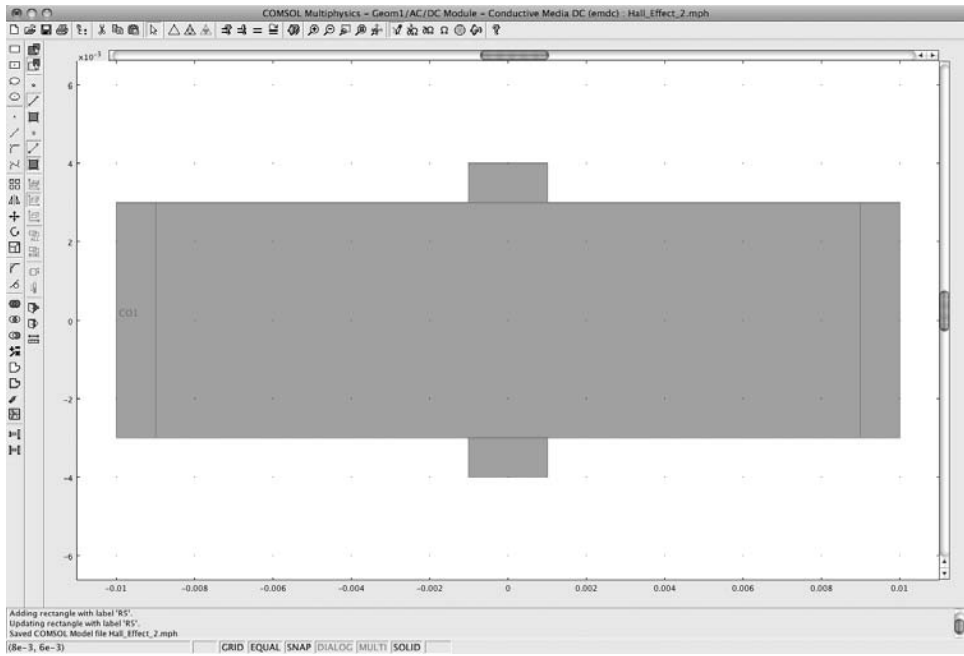 COMSOL Multiphysics – Geom1/AC/DC Module – Conductive Media DC (emdc) : Hall_Effect_2.mph
×10⁻³
6
4
2
0
-2
-4
-6
CO1
-0.01
-0.008
-0.006
-0.004
-0.002
0
0.002
0.004
0.006
0.008
0.01
Adding rectangle with label 'R5'.
Updating rectangle with label 'R5'.
Saved COMSOL Model file Hall_Effect_2.mph
(8e-3, 6e-3)
GRID EQUAL SNAP DIALOG MULTI SOLID